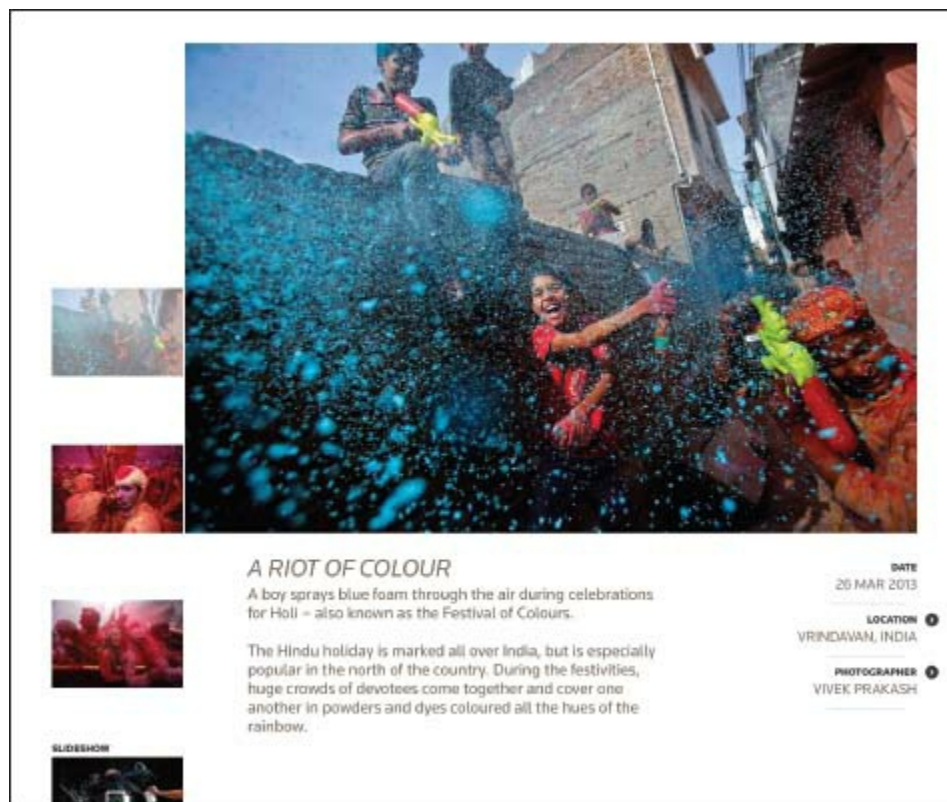 A RIOT OF COLOUR
A boy sprays blue foam through the air during celebrations
for Holi – also known as the Festival of Colours.
The Hindu holiday is marked all over India, but is especially
popular in the north of the country. During the festivities,
huge crowds of devotees come together and cover one
another in powders and dyes coloured all the hues of the
rainbow.
DATE
26 MAR 2013
LOCATION
VRINDAVAN, INDIA
PHOTOGRAPHER
VIVEK PRAKASH
SLIDESHOW